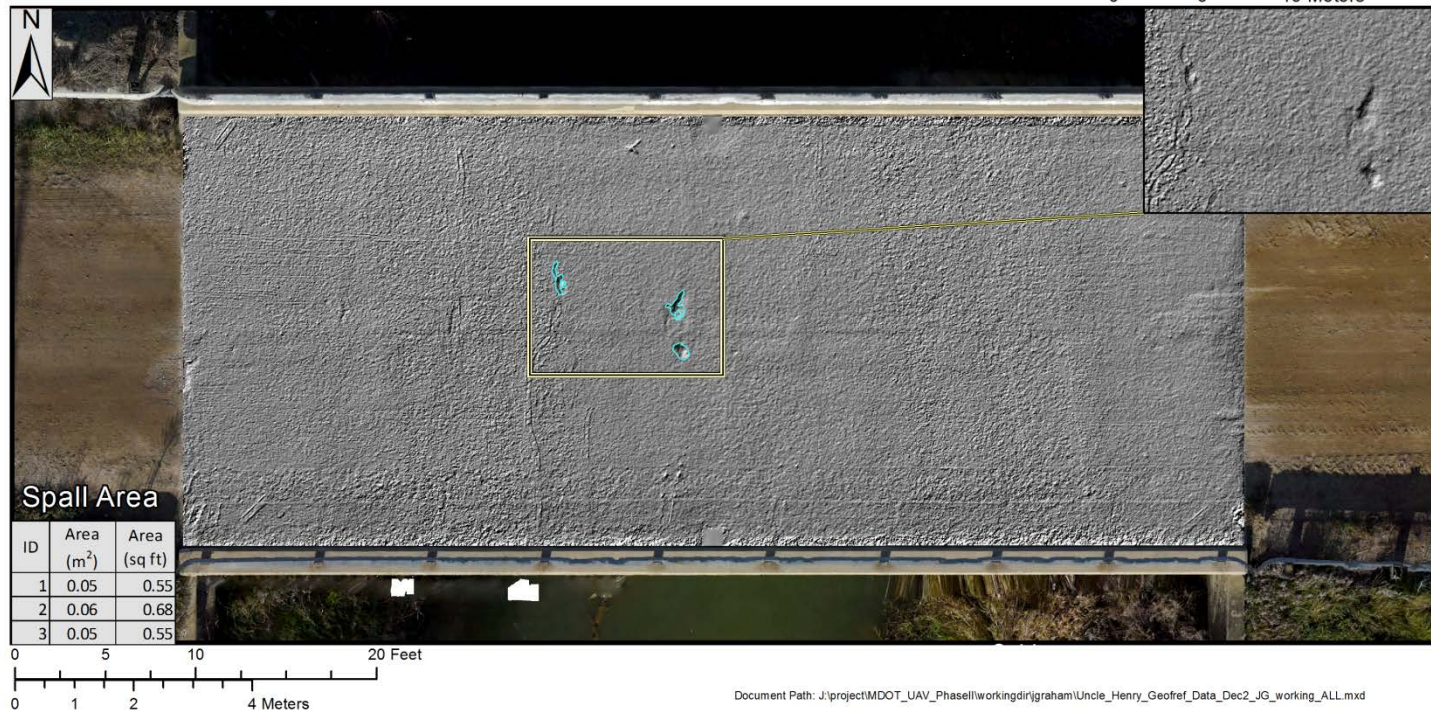 10 Meters
N
Spall Area
ID Area (m²) Area (sq ft)
1 0.05 0.55
2 0.06 0.68
3 0.05 0.55
0 5 10 20 Feet
0 1 2 4 Meters
Document Path: J:\project\MDOT_UAV_PhaseII\workingdir\jgraham\Uncle_Henry_Geofref_Data_Dec2_JG_working_ALL.mxd